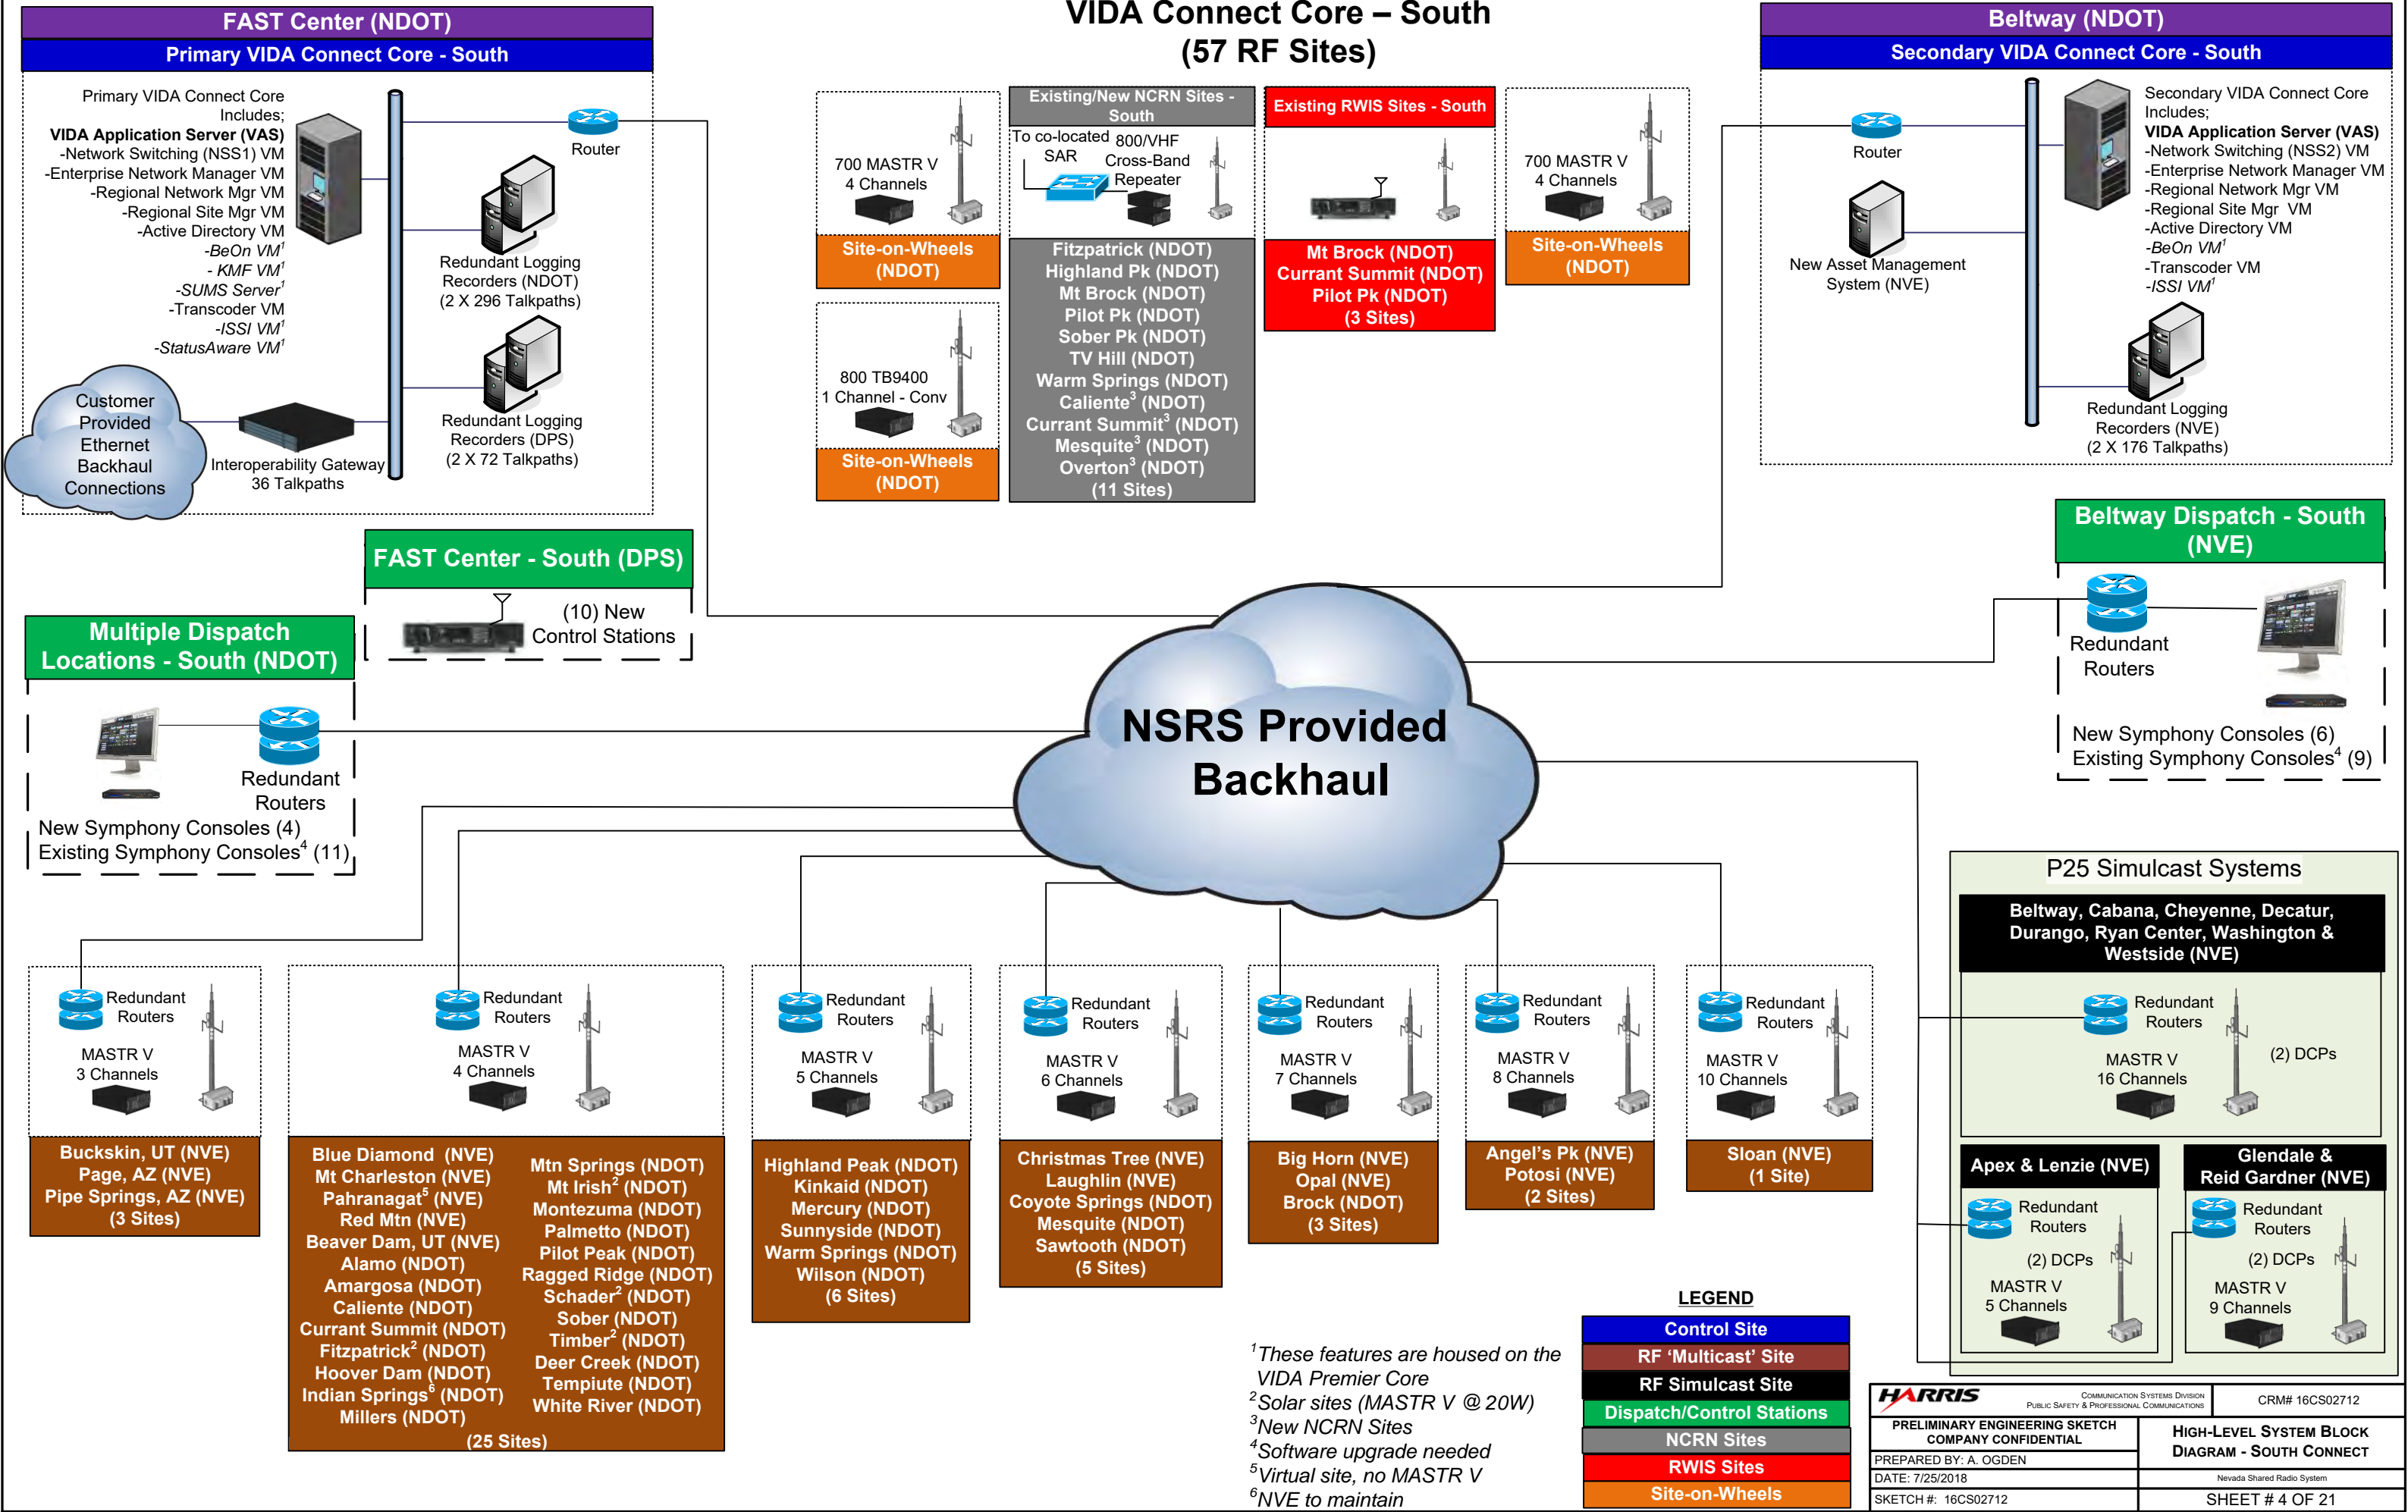 VIDA Connect Core – South
(57 RF Sites)
FAST Center (NDOT)
Primary VIDA Connect Core - South
Primary VIDA Connect Core
Includes;
VIDA Application Server (VAS)
-Network Switching (NSS1) VM
-Enterprise Network Manager VM
-Regional Network Mgr VM
-Regional Site Mgr VM
-Active Directory VM
-BeOn VM¹
- KMF VM¹
-SUMS Server¹
-Transcoder VM
-ISSI VM¹
-StatusAware VM¹
Router
Redundant Logging
Recorders (NDOT)
(2 X 296 Talkpaths)
Redundant Logging
Recorders (DPS)
(2 X 72 Talkpaths)
Customer
Provided
Ethernet
Backhaul
Connections
Interoperability Gateway
36 Talkpaths
700 MASTR V
4 Channels
Site-on-Wheels
(NDOT)
800 TB9400
1 Channel - Conv
Site-on-Wheels
(NDOT)
Existing/New NCRN Sites -
South
To co-located
SAR
800/VHF
Cross-Band
Repeater
Fitzpatrick (NDOT)
Highland Pk (NDOT)
Mt Brock (NDOT)
Pilot Pk (NDOT)
Sober Pk (NDOT)
TV Hill (NDOT)
Warm Springs (NDOT)
Caliente³ (NDOT)
Currant Summit³ (NDOT)
Mesquite³ (NDOT)
Overton³ (NDOT)
(11 Sites)
Existing RWIS Sites - South
Mt Brock (NDOT)
Currant Summit (NDOT)
Pilot Pk (NDOT)
(3 Sites)
700 MASTR V
4 Channels
Site-on-Wheels
(NDOT)
Beltway (NDOT)
Secondary VIDA Connect Core - South
Router
New Asset Management
System (NVE)
Secondary VIDA Connect Core
Includes;
VIDA Application Server (VAS)
-Network Switching (NSS2) VM
-Enterprise Network Manager VM
-Regional Network Mgr VM
-Regional Site Mgr VM
-Active Directory VM
-BeOn VM¹
-Transcoder VM
-ISSI VM¹
Redundant Logging
Recorders (NVE)
(2 X 176 Talkpaths)
FAST Center - South (DPS)
(10) New
Control Stations
Multiple Dispatch
Locations - South (NDOT)
Redundant
Routers
New Symphony Consoles (4)
Existing Symphony Consoles⁴ (11)
NSRS Provided
Backhaul
Beltway Dispatch - South
(NVE)
Redundant
Routers
New Symphony Consoles (6)
Existing Symphony Consoles⁴ (9)
Redundant
Routers
MASTR V
3 Channels
Buckskin, UT (NVE)
Page, AZ (NVE)
Pipe Springs, AZ (NVE)
(3 Sites)
Redundant
Routers
MASTR V
4 Channels
Blue Diamond (NVE)
Mt Charleston (NVE)
Pahranagat⁵ (NVE)
Red Mtn (NVE)
Beaver Dam, UT (NVE)
Alamo (NDOT)
Amargosa (NDOT)
Caliente (NDOT)
Currant Summit (NDOT)
Fitzpatrick² (NDOT)
Hoover Dam (NDOT)
Indian Springs⁶ (NDOT)
Millers (NDOT)
Mtn Springs (NDOT)
Mt Irish² (NDOT)
Montezuma (NDOT)
Palmetto (NDOT)
Pilot Peak (NDOT)
Ragged Ridge (NDOT)
Schader² (NDOT)
Sober (NDOT)
Timber² (NDOT)
Deer Creek (NDOT)
Tempiute (NDOT)
White River (NDOT)
(25 Sites)
Redundant
Routers
MASTR V
5 Channels
Highland Peak (NDOT)
Kinkaid (NDOT)
Mercury (NDOT)
Sunnyside (NDOT)
Warm Springs (NDOT)
Wilson (NDOT)
(6 Sites)
Redundant
Routers
MASTR V
6 Channels
Christmas Tree (NVE)
Laughlin (NVE)
Coyote Springs (NDOT)
Mesquite (NDOT)
Sawtooth (NDOT)
(5 Sites)
Redundant
Routers
MASTR V
7 Channels
Big Horn (NVE)
Opal (NVE)
Brock (NDOT)
(3 Sites)
Redundant
Routers
MASTR V
8 Channels
Angel's Pk (NVE)
Potosi (NVE)
(2 Sites)
Redundant
Routers
MASTR V
10 Channels
Sloan (NVE)
(1 Site)
P25 Simulcast Systems
Beltway, Cabana, Cheyenne, Decatur,
Durango, Ryan Center, Washington &
Westside (NVE)
Redundant
Routers
(2) DCPs
MASTR V
16 Channels
Apex & Lenzie (NVE)
Redundant
Routers
(2) DCPs
MASTR V
5 Channels
Glendale &
Reid Gardner (NVE)
Redundant
Routers
(2) DCPs
MASTR V
9 Channels
¹These features are housed on the
VIDA Premier Core
²Solar sites (MASTR V @ 20W)
³New NCRN Sites
⁴Software upgrade needed
⁵Virtual site, no MASTR V
⁶NVE to maintain
LEGEND
Control Site
RF 'Multicast' Site
RF Simulcast Site
Dispatch/Control Stations
NCRN Sites
RWIS Sites
Site-on-Wheels
HARRIS
COMMUNICATION SYSTEMS DIVISION
PUBLIC SAFETY & PROFESSIONAL COMMUNICATIONS
CRM# 16CS02712
PRELIMINARY ENGINEERING SKETCH
COMPANY CONFIDENTIAL
HIGH-LEVEL SYSTEM BLOCK
DIAGRAM - SOUTH CONNECT
PREPARED BY: A. OGDEN
DATE: 7/25/2018
Nevada Shared Radio System
SKETCH #: 16CS02712
SHEET # 4 OF 21